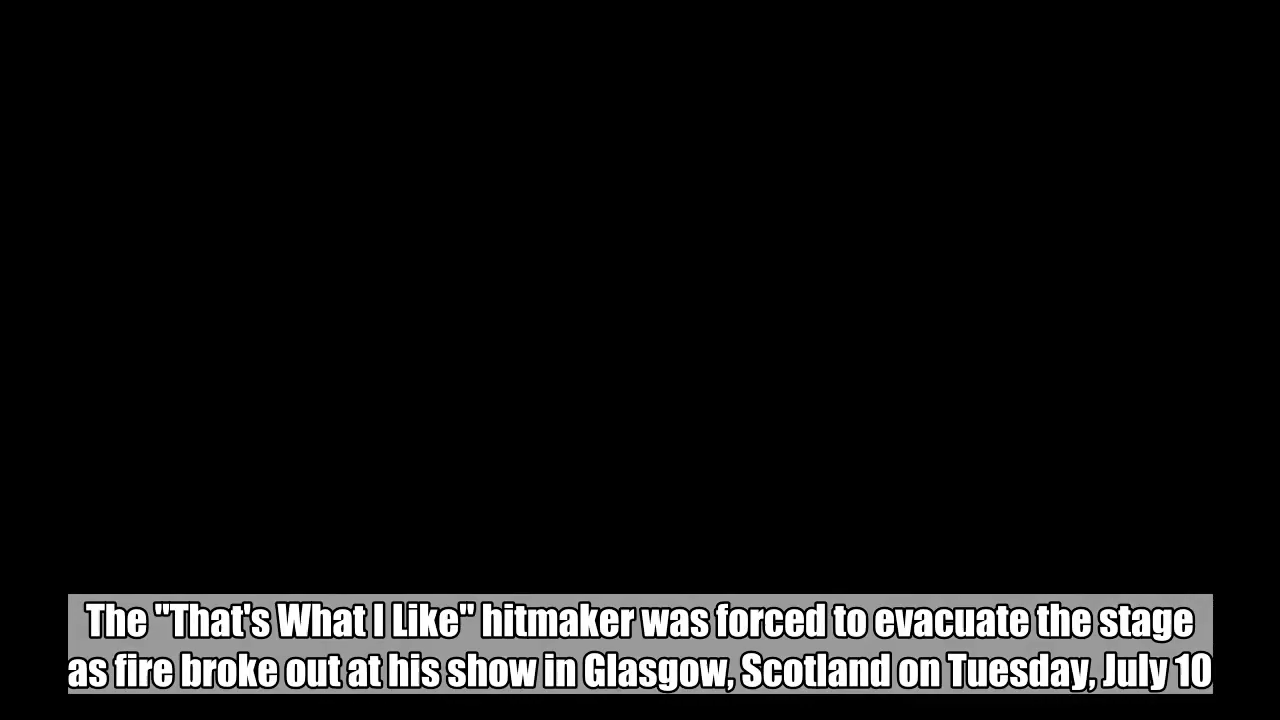 The "That's What I Like" hitmaker was forced to evacuate the stage
as fire broke out at his show in Glasgow, Scotland on Tuesday, July 10